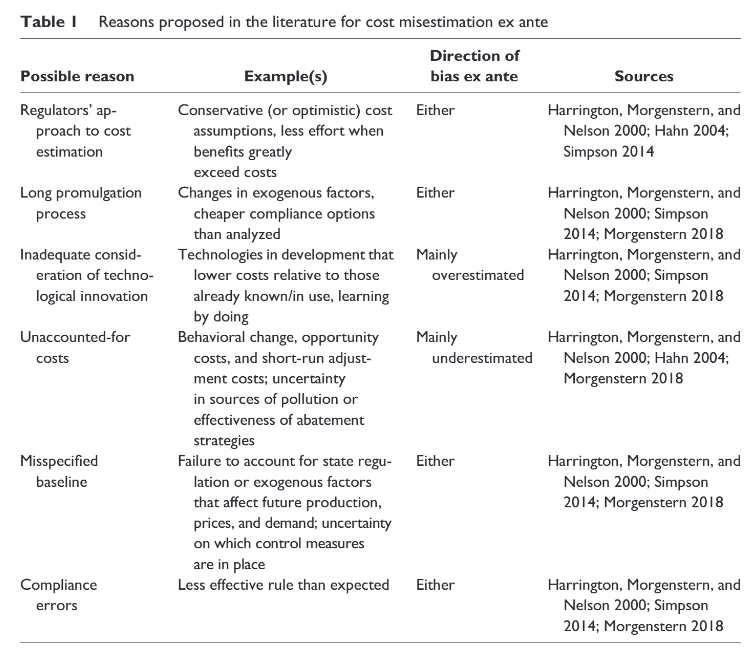 Table 1 Reasons proposed in the literature for cost misestimation ex ante
Possible reason
Example(s)
Direction of
bias ex ante
Sources
Regulators' ap-
proach to cost
estimation
Conservative (or optimistic) cost
assumptions, less effort when
benefits greatly
exceed costs
Either
Harrington, Morgenstern, and
Nelson 2000; Hahn 2004;
Simpson 2014
Long promulgation
process
Changes in exogenous factors,
cheaper compliance options
than analyzed
Either
Harrington, Morgenstern, and
Nelson 2000; Simpson
2014; Morgenstern 2018
Inadequate consid-
eration of techno-
logical innovation
Technologies in development that
lower costs relative to those
already known/in use, learning
by doing
Mainly
overestimated
Harrington, Morgenstern, and
Nelson 2000; Simpson
2014; Morgenstern 2018
Unaccounted-for
costs
Behavioral change, opportunity
costs, and short-run adjust-
ment costs; uncertainty
in sources of pollution or
effectiveness of abatement
strategies
Mainly
underestimated
Harrington, Morgenstern, and
Nelson 2000; Hahn 2004;
Morgenstern 2018
Misspecified
baseline
Failure to account for state regu-
lation or exogenous factors
that affect future production,
prices, and demand; uncertainty
on which control measures
are in place
Either
Harrington, Morgenstern, and
Nelson 2000; Simpson
2014; Morgenstern 2018
Compliance
errors
Less effective rule than expected
Either
Harrington, Morgenstern, and
Nelson 2000; Simpson
2014; Morgenstern 2018